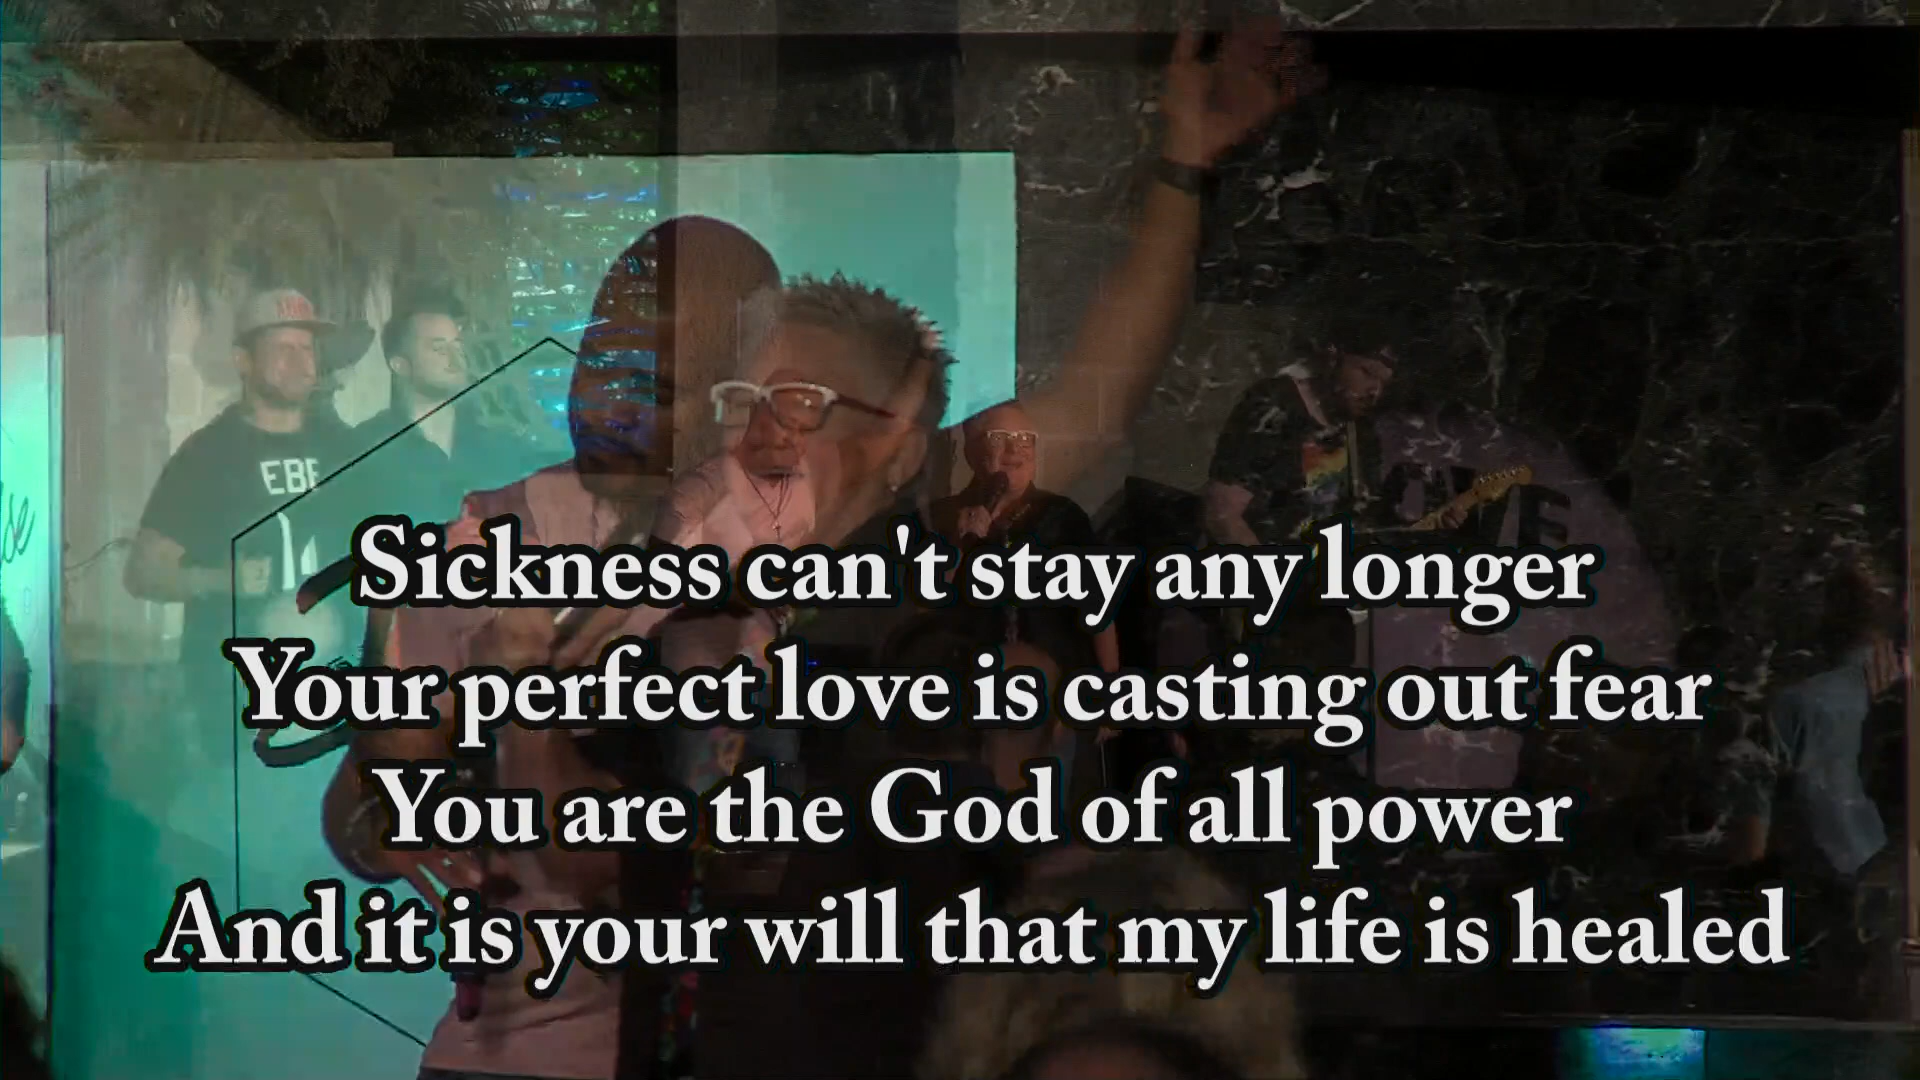 EBE
Sickness can't stay any longer
Your perfect love is casting out fear
You are the God of all power
And it is your will that my life is healed